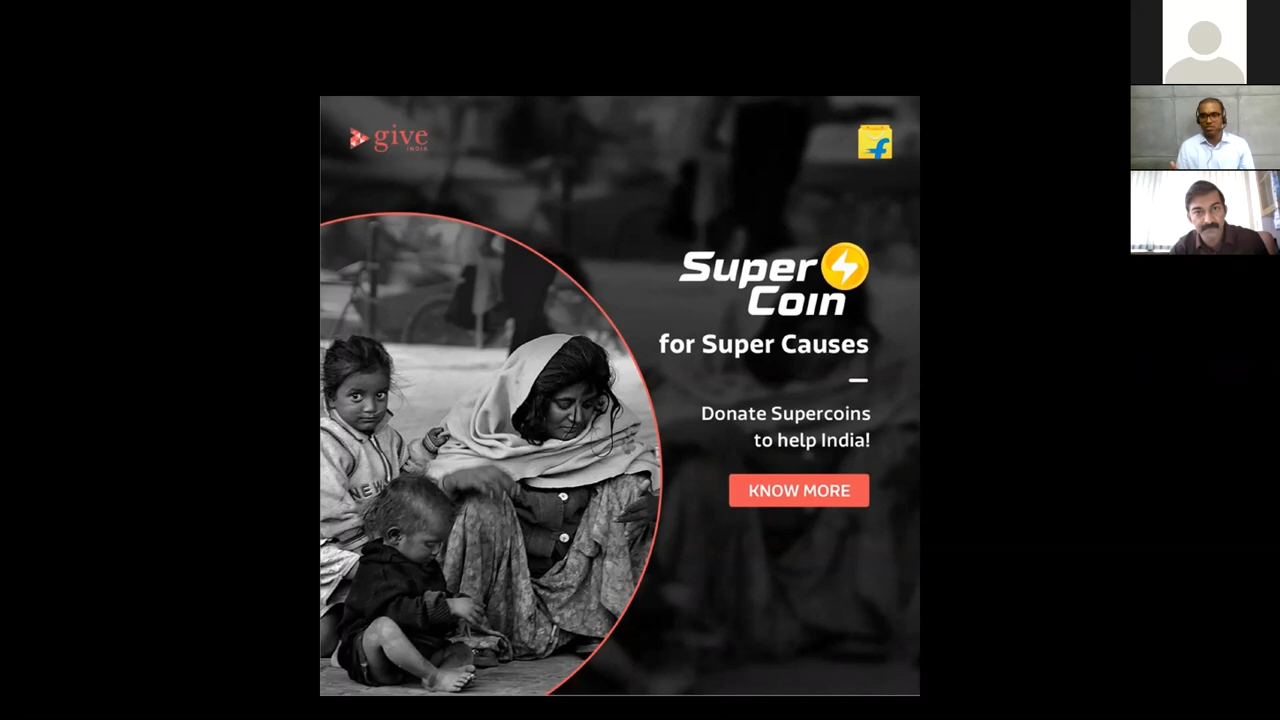 give
INDIA
Super
Coin
for Super Causes
Donate Supercoins
to help India!
KNOW MORE
NEW